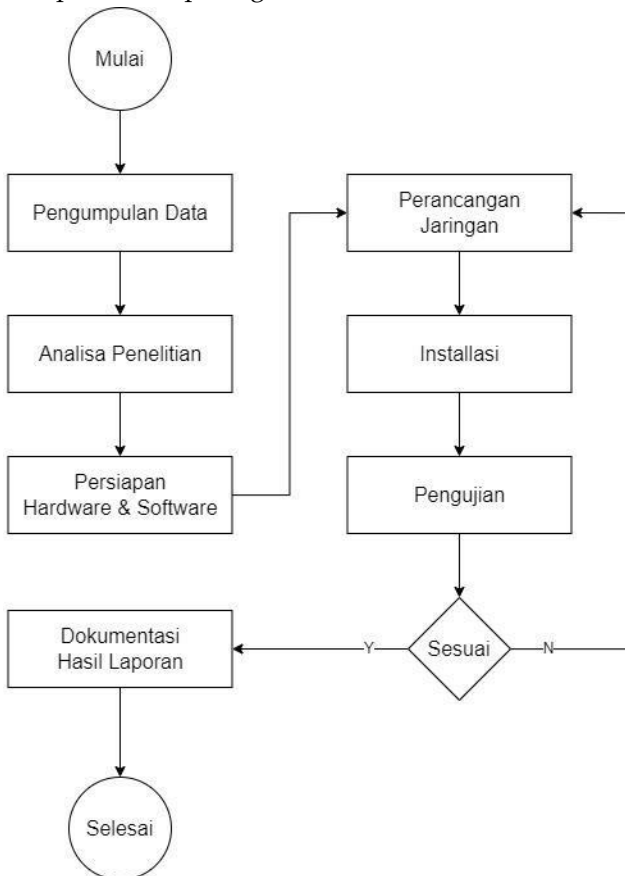 Mulai
Pengumpulan Data
Analisa Penelitian
Persiapan
Hardware & Software
Perancangan
Jaringan
Installasi
Pengujian
Sesuai
Y
N
Dokumentasi
Hasil Laporan
Selesai